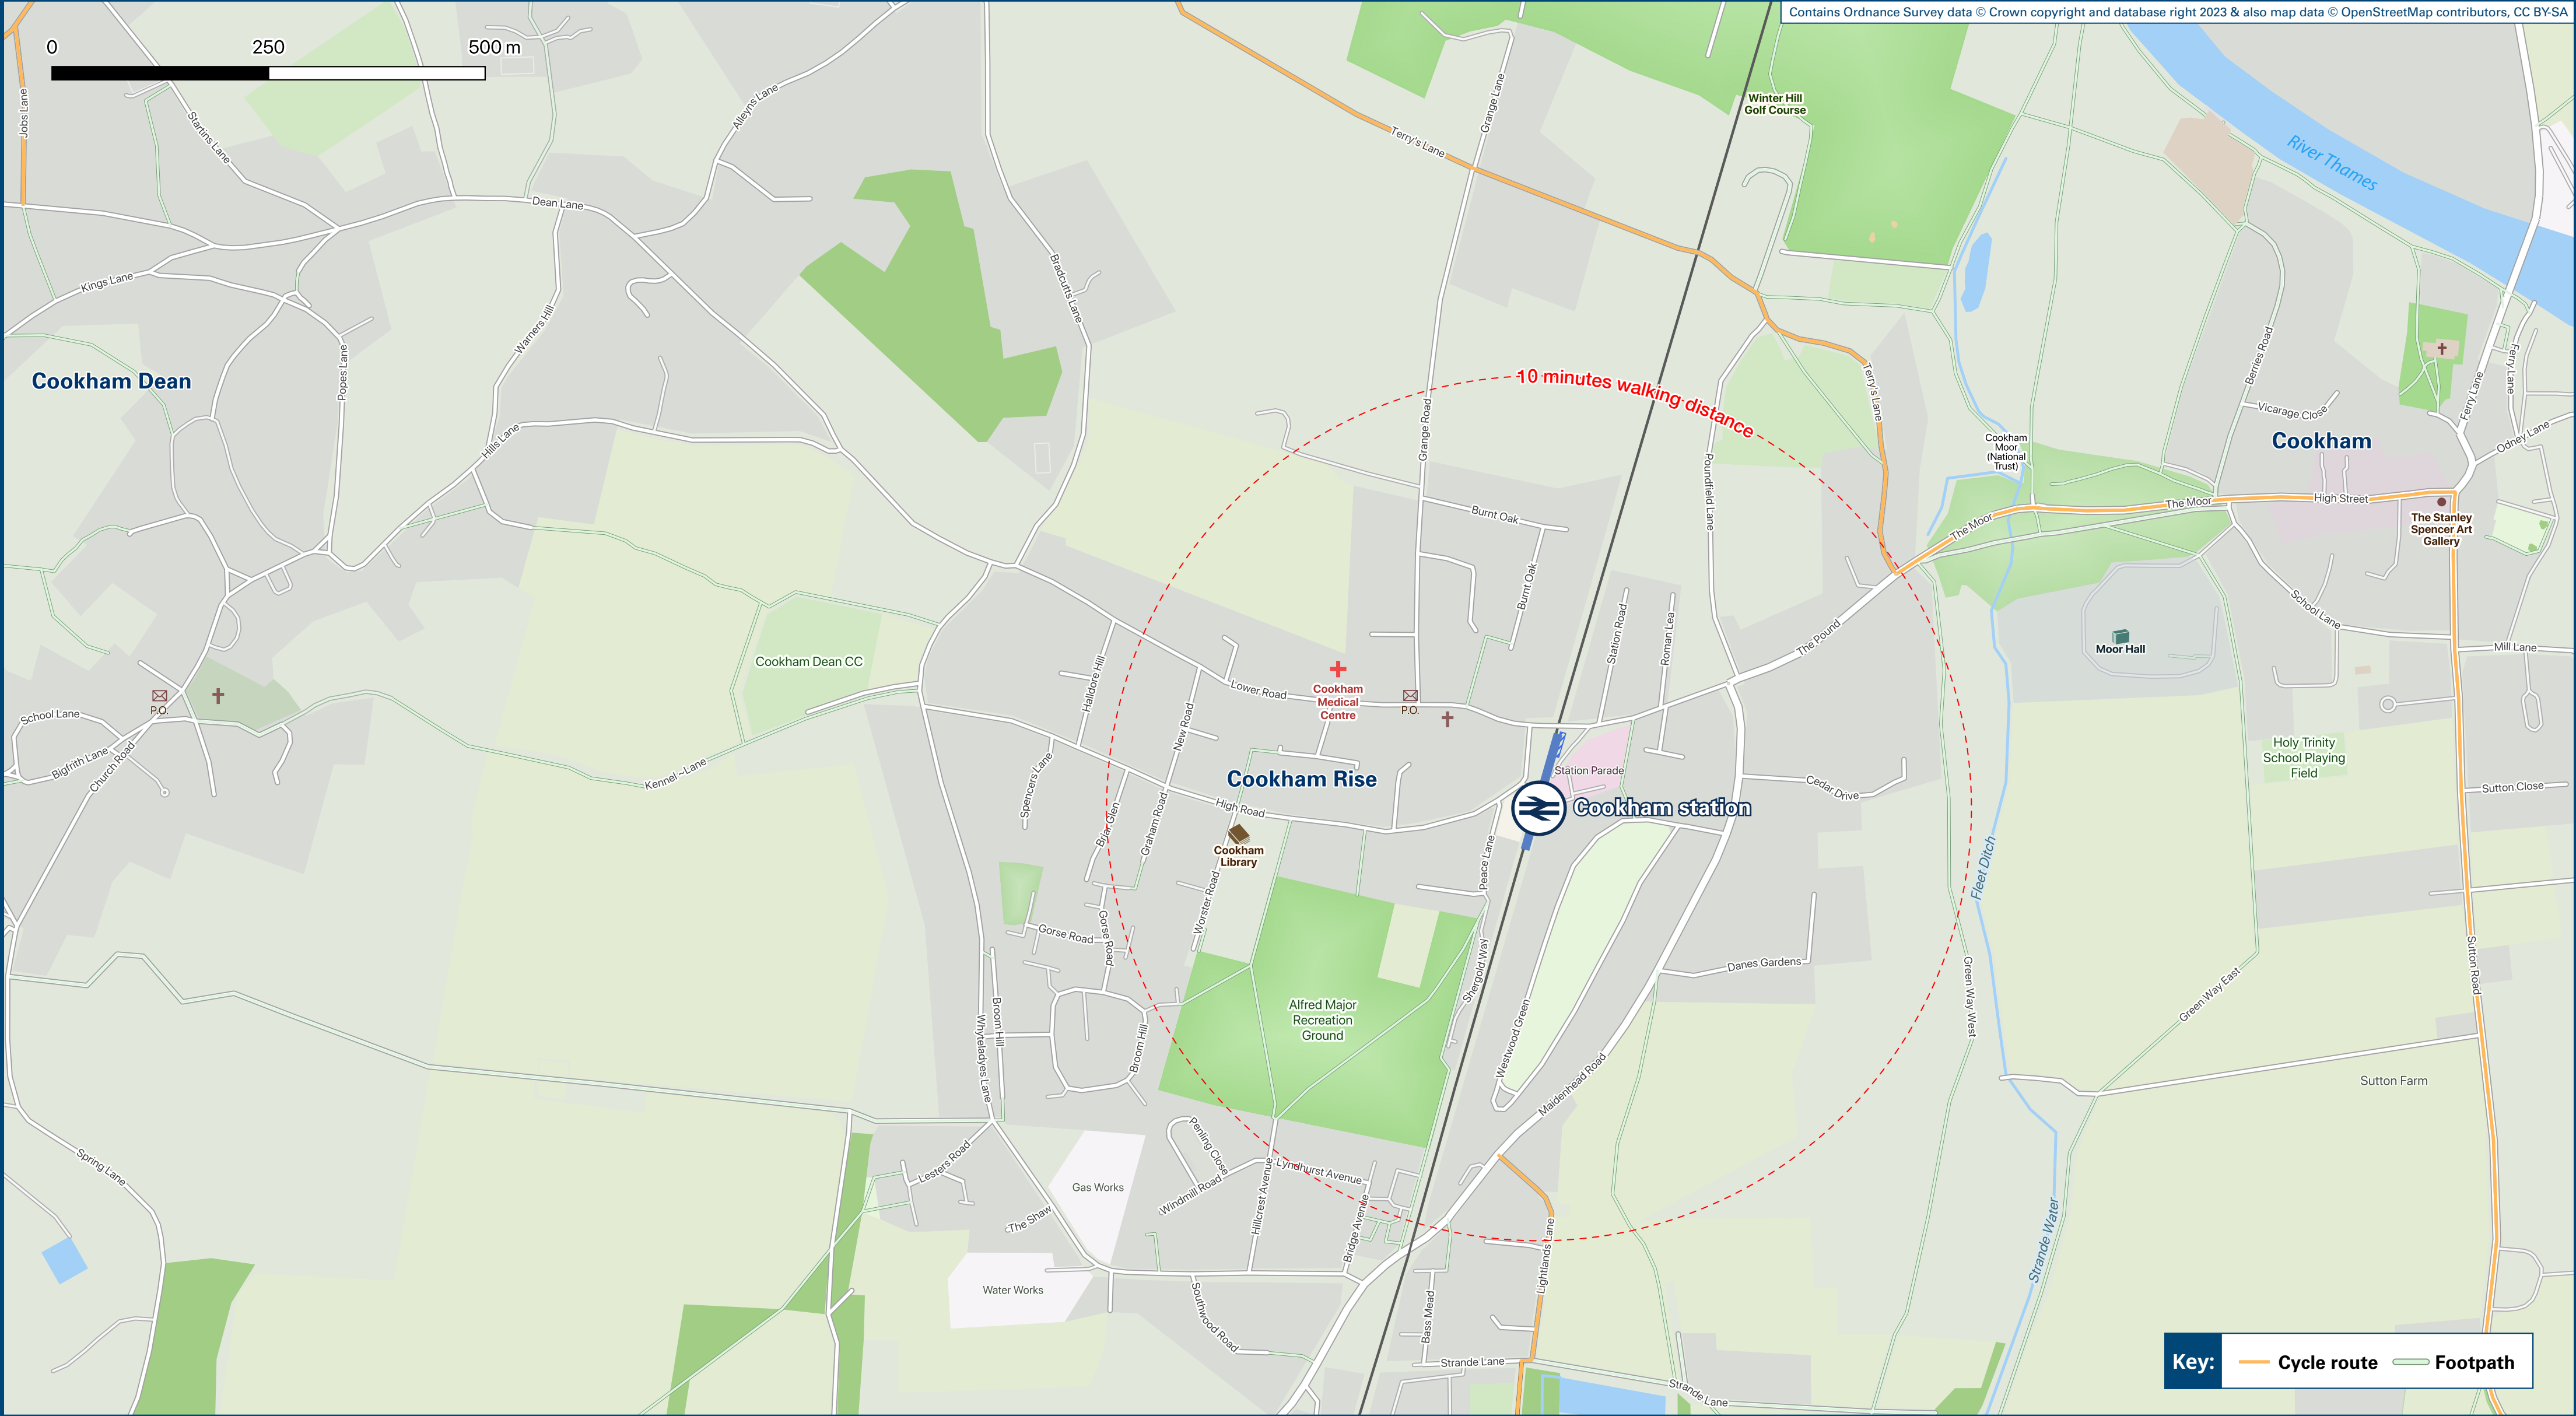 Contains Ordnance Survey data © Crown copyright and database right 2023 & also map data © OpenStreetMap contributors, CC BY-SA
0 250 500 m
Jobs Lane
Startins Lane
Alleyns Lane
Grange Lane
Winter Hill
Golf Course
Terry's Lane
River Thames
Dean Lane
Kings Lane
Bradcutts Lane
Warners Hill
Popes Lane
Cookham Dean
Hills Lane
10 minutes walking distance
Grange Road
Terry's Lane
Poundfield Lane
Berries Road
Ferry Lane
Ferry Lane
Vicarage Close
Cookham
Odney Lane
Cookham
Moor
(National
Trust)
Burnt Oak
Burnt Oak
The Moor
The Moor
High Street
The Stanley
Spencer Art
Gallery
Station Road
Roman Lea
The Pound
School Lane
Moor Hall
Mill Lane
Cookham Dean CC
Halldore Hill
Lower Road
Cookham
Medical
Centre
P.O.
P.O.
School Lane
Bigfrith Lane
Church Road
Kennel~Lane
New Road
Spencers Lane
Cookham Rise
Station Parade
Cookham station
Cedar Drive
Holy Trinity
School Playing
Field
Sutton Close
High Road
Briar Glen
Graham Road
Cookham
Library
Peace Lane
Worster Road
Fleet Ditch
Gorse Road
Gorse Road
Shergold Way
Danes Gardens
Sutton Road
Green Way West
Green Way East
Alfred Major
Recreation
Ground
Whyteladyes Lane
Broom Hill
Broom Hill
Westwood Green
Maidenhead Road
Sutton Farm
Spring Lane
Lesters Road
Penling Close
Lyndhurst Avenue
Gas Works
Windmill Road
The Shaw
Hillcrest Avenue
Bridge Avenue
Lightlands Lane
Strande Water
Water Works
Southwood Road
Bass Mead
Strande Lane
Strande Lane
Key: Cycle route Footpath